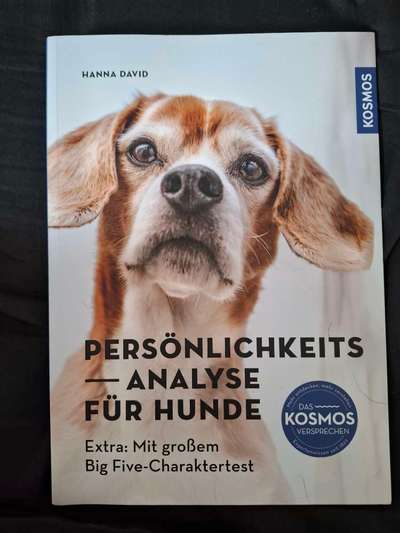 HANNA DAVID
KOSMOS
PERSÖNLICHKEITS
— ANALYSE
FÜR HUNDE
Extra: Mit großem
Big Five-Charaktertest
DAS
KOSMOS
VERSPRECHEN